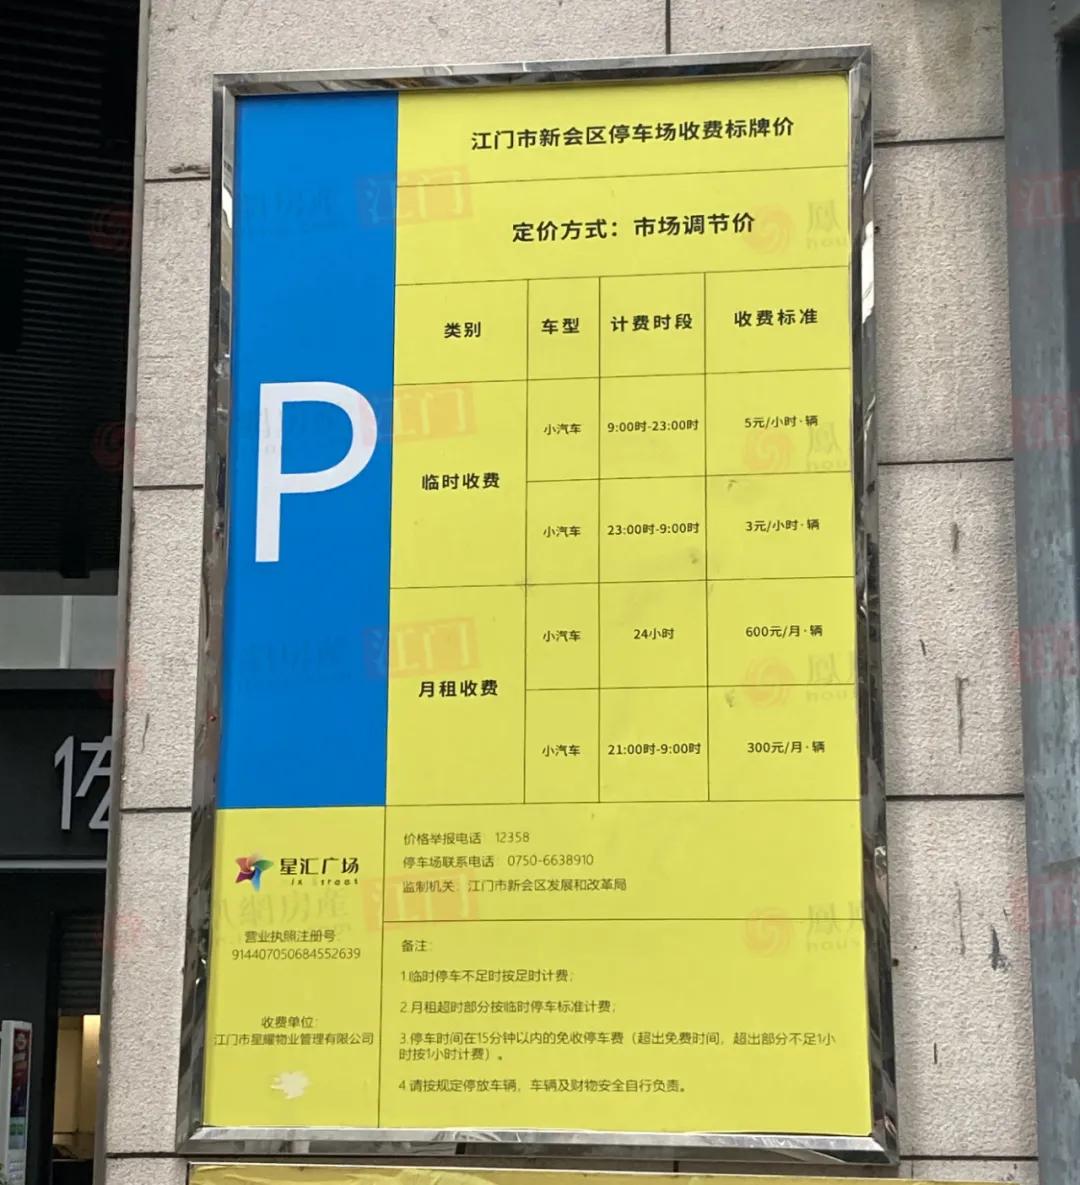 江门市新会区停车场收费标牌价
定价方式：市场调节价
P
类别 车型 计费时段 收费标准
临时收费
小汽车 9:00时-23:00时 5元/小时·辆
小汽车 23:00时-9:00时 3元/小时·辆
月租收费
小汽车 24小时 600元/月·辆
小汽车 21:00时-9:00时 300元/月·辆
星汇广场
营业执照注册号：
914407050684552639
收费单位：
江门市星耀物业管理有限公司
价格举报电话：12358
停车场联系电话：0750-6638910
监制机关：江门市新会区发展和改革局
备注：
1.临时停车不足时按足时计费；
2.月租超时部分按临时停车标准计费；
3.停车时间在15分钟以内的免收停车费（超出免费时间，超出部分不足1小
时按1小时计费）。
4.请按规定停放车辆，车辆及财物安全自行负责。
江门
江门
江门
江门